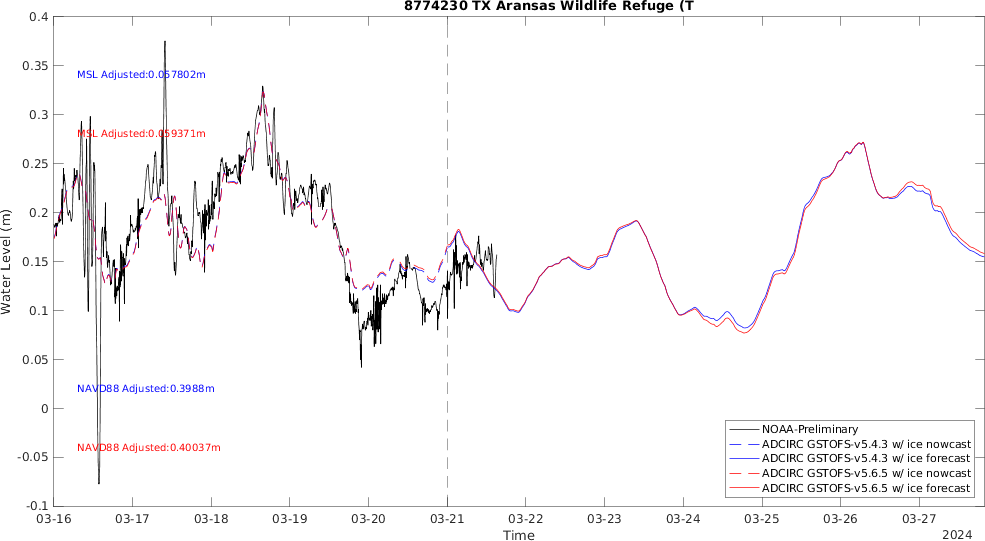 8774230 TX Aransas Wildlife Refuge (T
0.4
0.35
0.3
0.25
0.2
0.15
0.1
0.05
0
-0.05
-0.1
Water Level (m)
MSL Adjusted:0.057802m
MSL Adjusted:0.059371m
NAVD88 Adjusted:0.3988m
NAVD88 Adjusted:0.40037m
NOAA-Preliminary
ADCIRC GSTOFS-v5.4.3 w/ ice nowcast
ADCIRC GSTOFS-v5.4.3 w/ ice forecast
ADCIRC GSTOFS-v5.6.5 w/ ice nowcast
ADCIRC GSTOFS-v5.6.5 w/ ice forecast
03-16 03-17 03-18 03-19 03-20 03-21 03-22 03-23 03-24 03-25 03-26 03-27
Time
2024